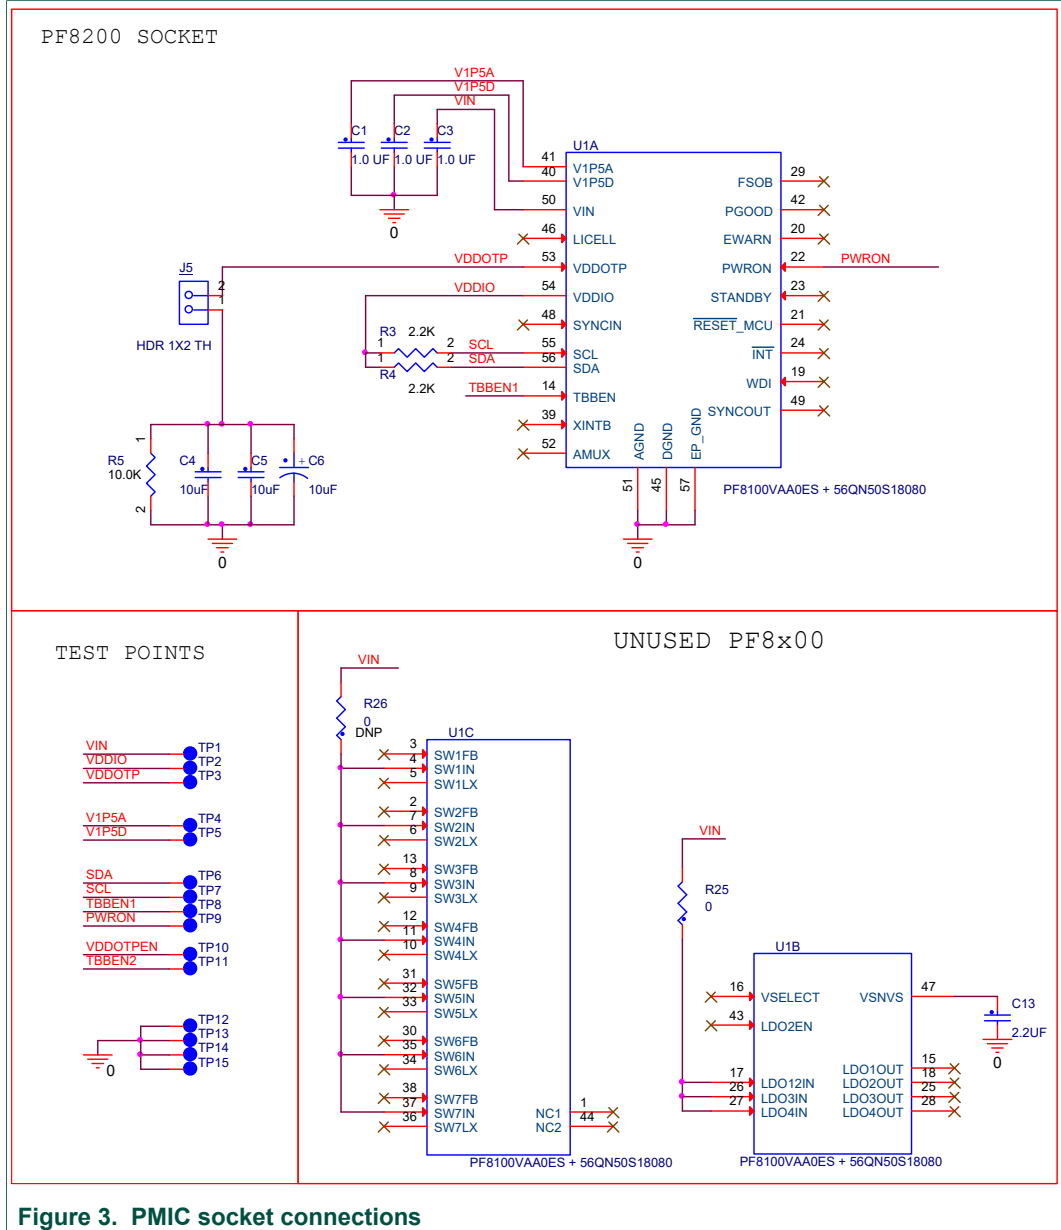 PF8200 SOCKET
V1P5A
V1P5D
VIN
C1
C2
C3
1.0 UF
1.0 UF
1.0 UF
0
U1A
41
V1P5A
40
V1P5D
50
VIN
46
LICELL
VDDOTP
53
VDDOTP
VDDIO
54
VDDIO
48
SYNCIN
R3
2.2K
1
2
SCL
55
SCL
1
2
SDA
56
SDA
R4
2.2K
TBBEN1
14
TBBEN
39
XINTB
52
AMUX
FSOB
29
PGOOD
42
EWARN
20
PWRON
22
PWRON
STANDBY
23
RESET_MCU
21
INT
24
WDI
19
SYNCOUT
49
AGND
DGND
EP_GND
51
45
57
PF8100VAA0ES + 56QN50S18080
0
J5
2
1
HDR 1X2 TH
1
R5
10.0K
2
C4
10uF
C5
10uF
+
C6
10uF
0
TEST POINTS
VIN
TP1
VDDIO
TP2
VDDOTP
TP3
V1P5A
TP4
V1P5D
TP5
SDA
TP6
SCL
TP7
TBBEN1
TP8
PWRON
TP9
VDDOTPEN
TP10
TBBEN2
TP11
TP12
TP13
TP14
TP15
0
UNUSED PF8x00
VIN
R26
0
DNP
U1C
3
SW1FB
4
SW1IN
5
SW1LX
2
SW2FB
7
SW2IN
6
SW2LX
13
SW3FB
8
SW3IN
9
SW3LX
12
SW4FB
11
SW4IN
10
SW4LX
31
SW5FB
32
SW5IN
33
SW5LX
30
SW6FB
35
SW6IN
34
SW6LX
38
SW7FB
37
SW7IN
36
SW7LX
NC1
1
NC2
44
PF8100VAA0ES + 56QN50S18080
VIN
R25
0
U1B
16
VSELECT
43
LDO2EN
17
LDO12IN
26
LDO3IN
27
LDO4IN
VSNVS
47
C13
2.2UF
0
LDO1OUT
15
LDO2OUT
18
LDO3OUT
25
LDO4OUT
28
PF8100VAA0ES + 56QN50S18080
Figure 3. PMIC socket connections